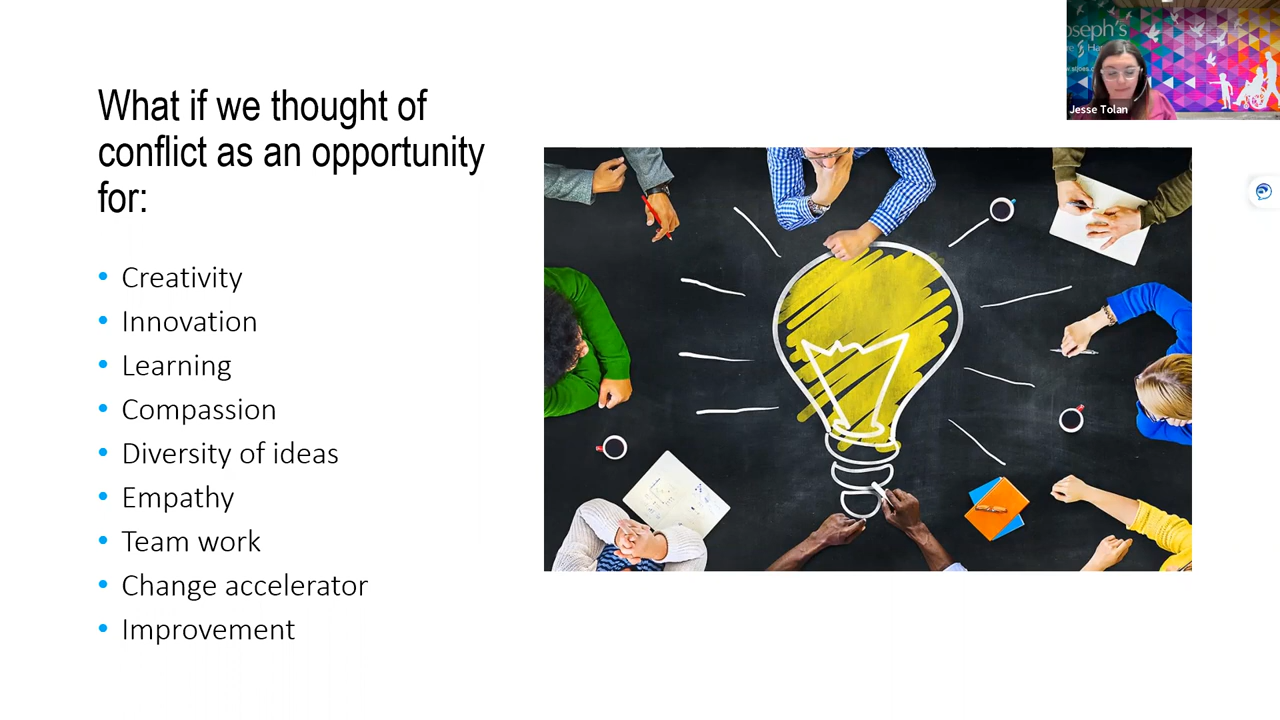 What if we thought of
conflict as an opportunity
for:
• Creativity
• Innovation
• Learning
• Compassion
• Diversity of ideas
• Empathy
• Team work
• Change accelerator
• Improvement
oseph's
Jesse Tolan